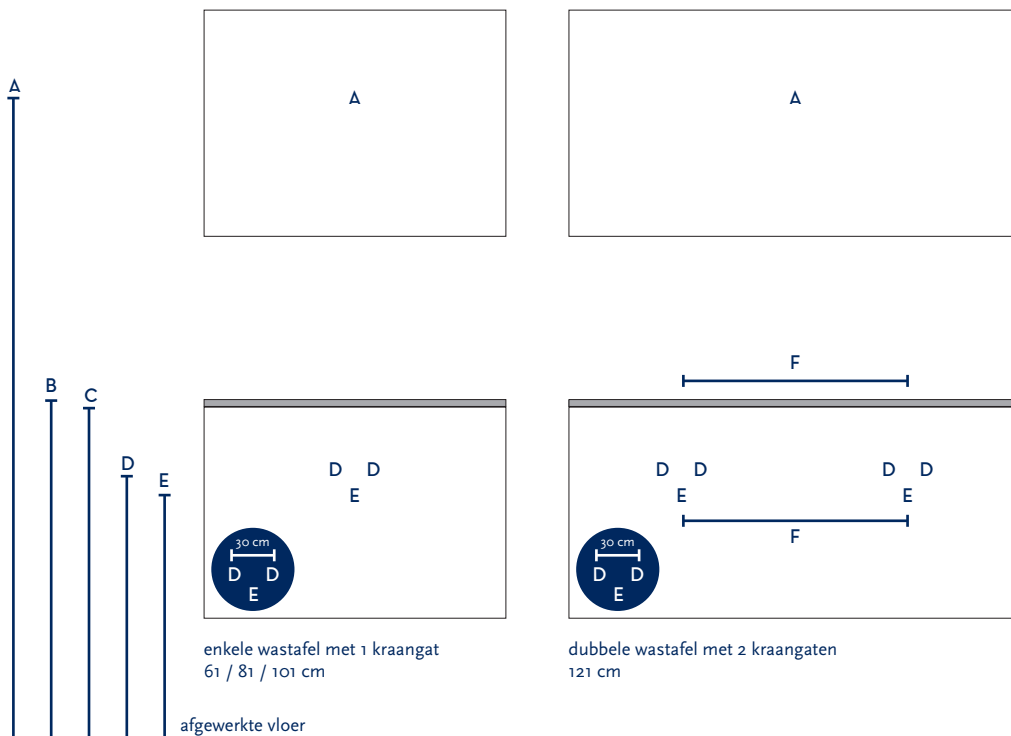 A
A
A
B
C
D
E
F
D D
E
D D
E
D D
E
F
30 cm
D D
E
30 cm
D D
E
enkele wastafel met 1 kraangat
61 / 81 / 101 cm
dubbele wastafel met 2 kraangaten
121 cm
afgewerkte vloer